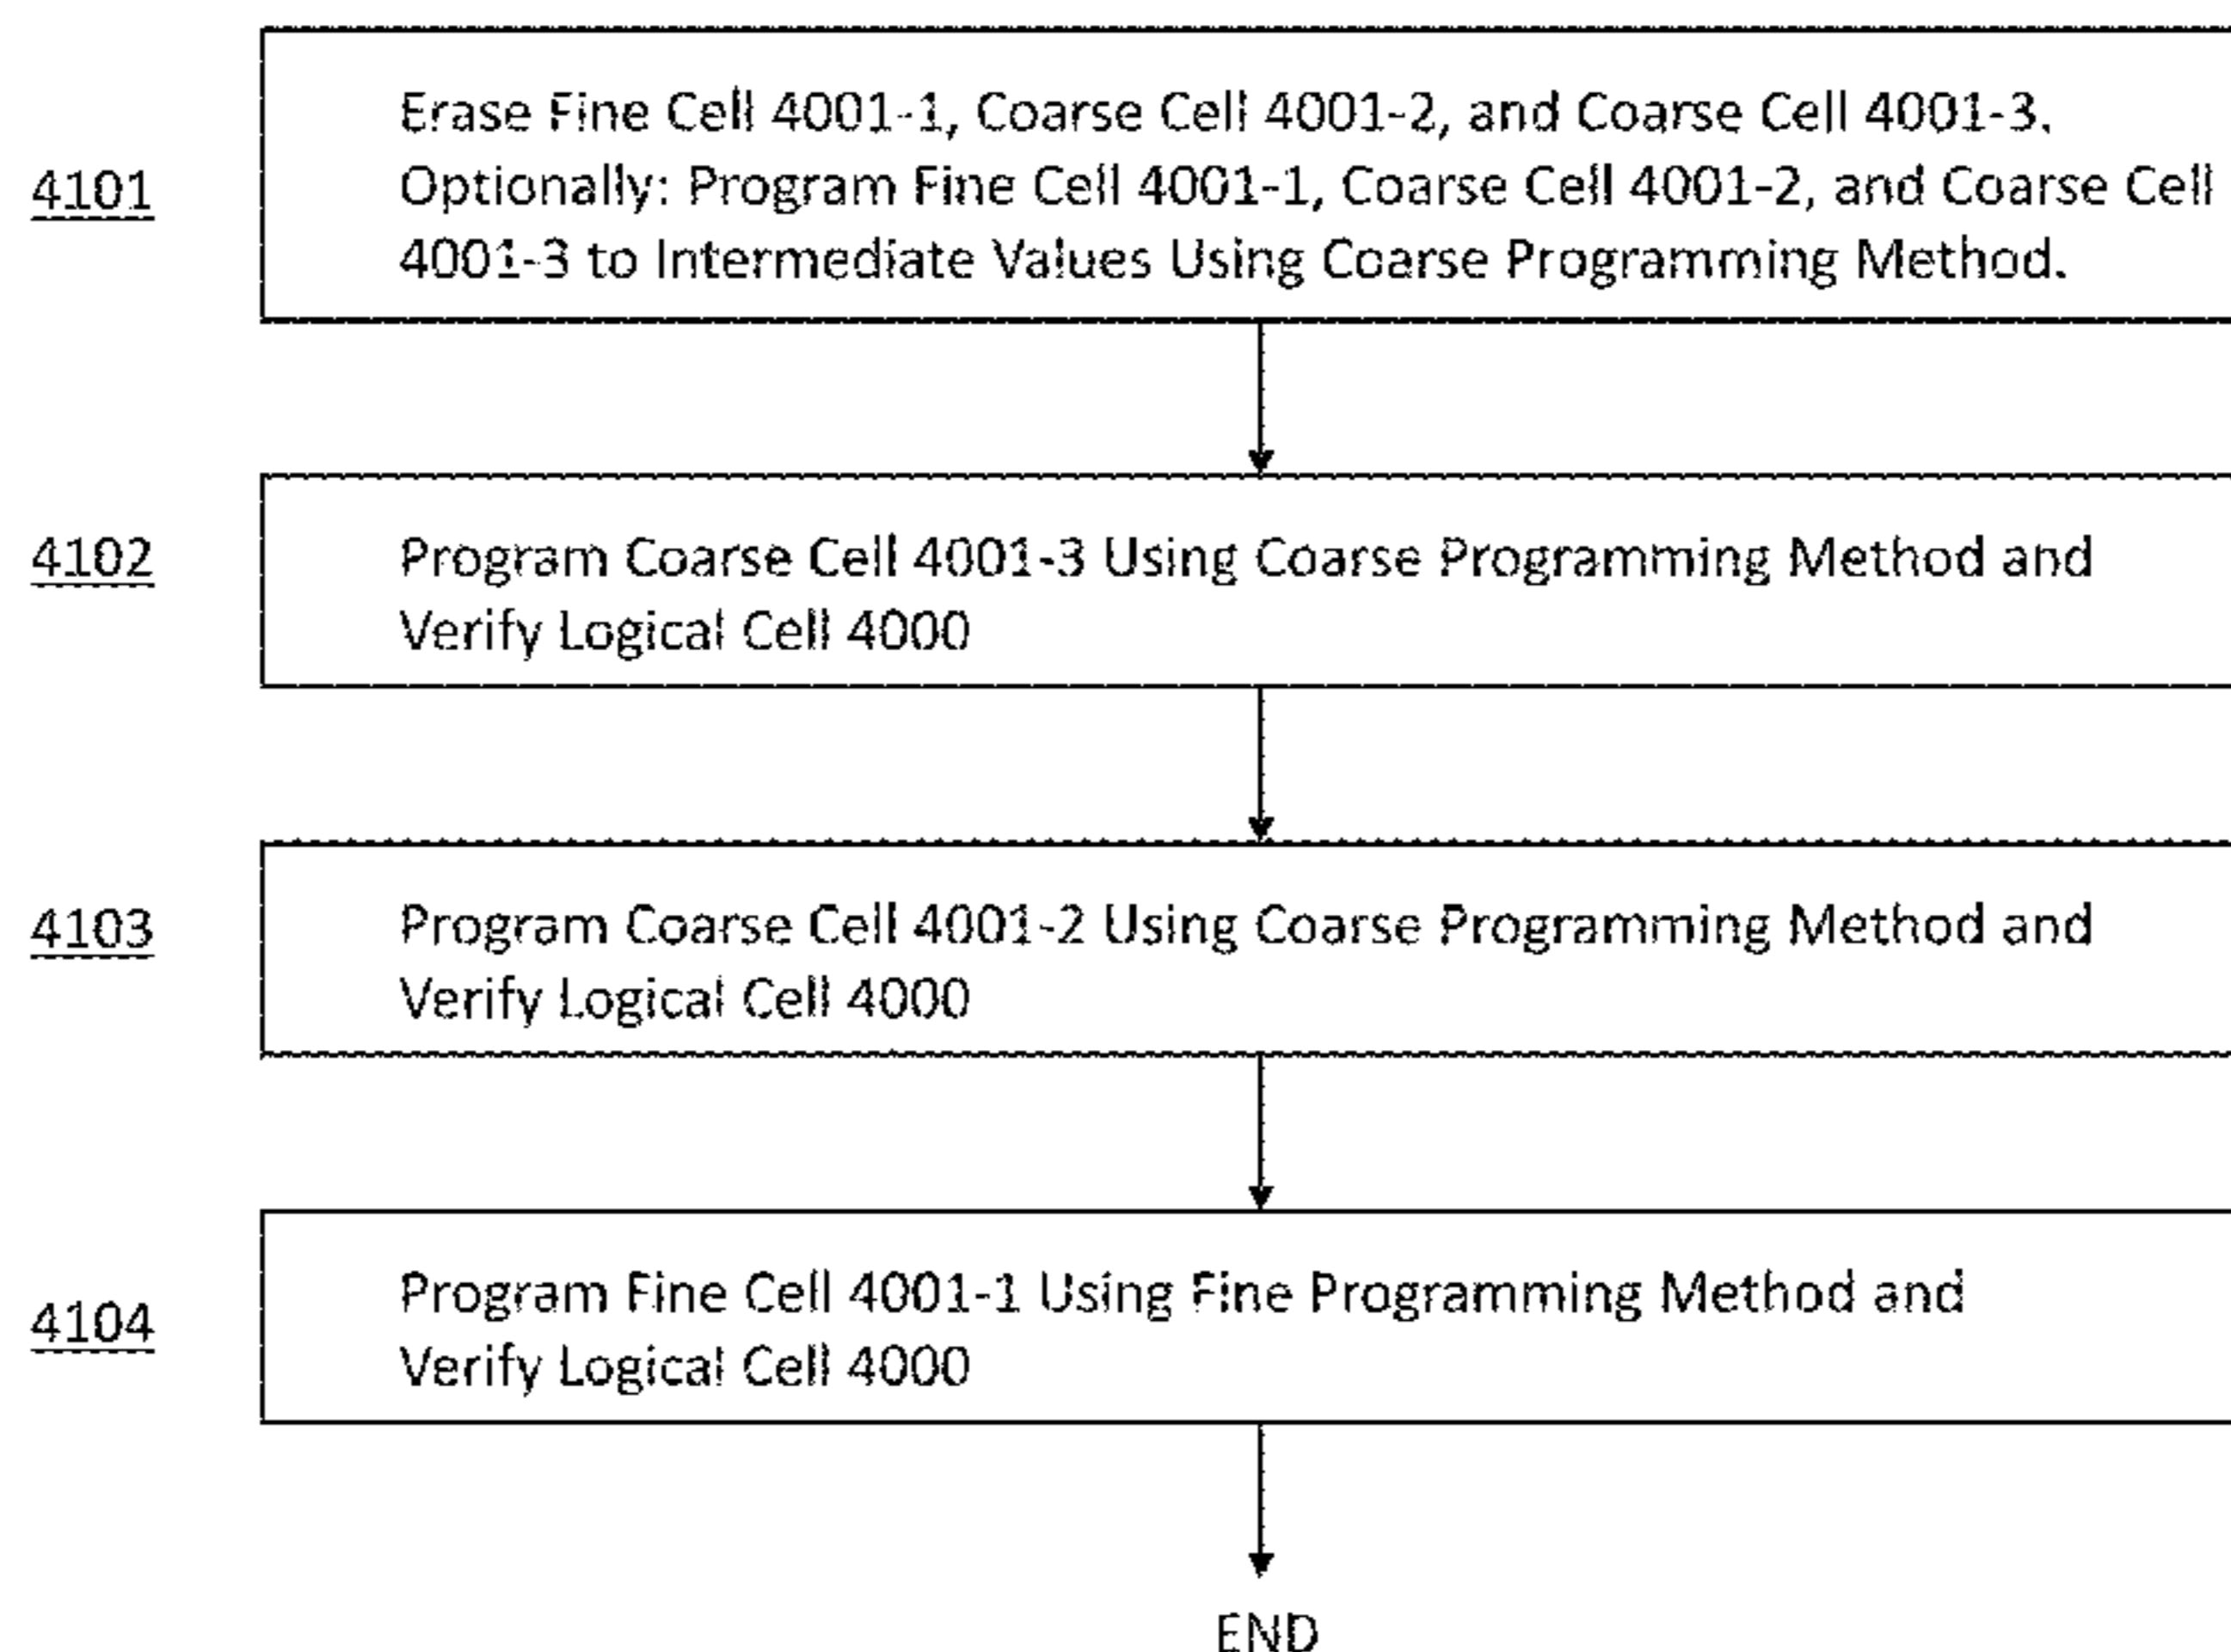 4101
Erase Fine Cell 4001-1, Coarse Cell 4001-2, and Coarse Cell 4001-3.
Optionally: Program Fine Cell 4001-1, Coarse Cell 4001-2, and Coarse Cell
4001-3 to Intermediate Values Using Coarse Programming Method.
4102
Program Coarse Cell 4001-3 Using Coarse Programming Method and
Verify Logical Cell 4000
4103
Program Coarse Cell 4001-2 Using Coarse Programming Method and
Verify Logical Cell 4000
4104
Program Fine Cell 4001-1 Using Fine Programming Method and
Verify Logical Cell 4000
END